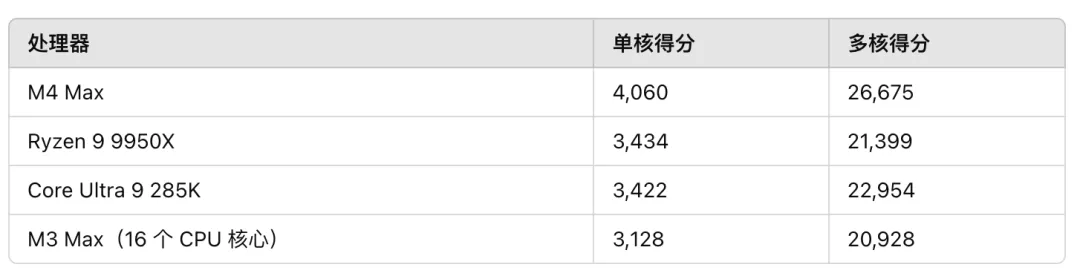 处理器 单核得分 多核得分
M4 Max 4,060 26,675
Ryzen 9 9950X 3,434 21,399
Core Ultra 9 285K 3,422 22,954
M3 Max（16 个 CPU 核心） 3,128 20,928